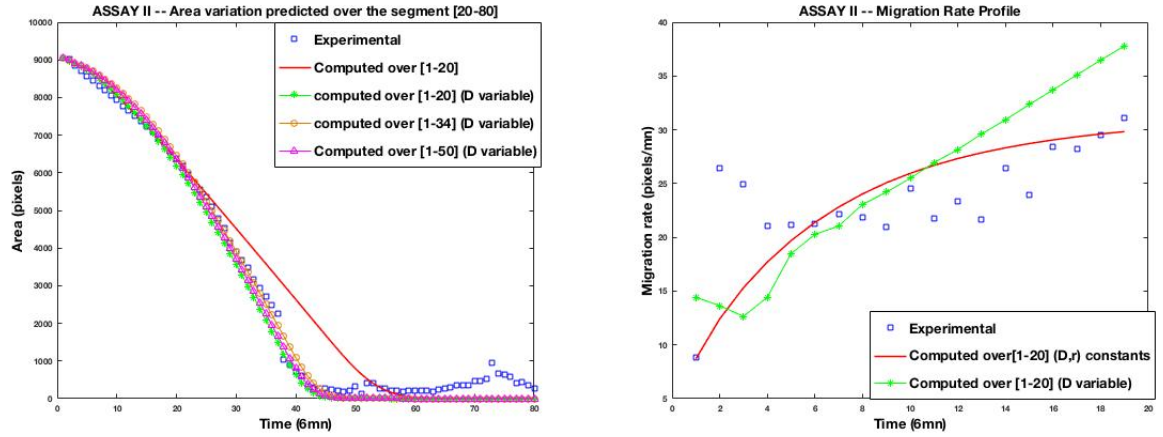 ASSAY II -- Area variation predicted over the segment [20-80]
10000
9000
8000
7000
6000
5000
4000
3000
2000
1000
0
Area (pixels)
Experimental
Computed over [1-20]
computed over [1-20] (D variable)
computed over [1-34] (D variable)
Computed over [1-50] (D variable)
0 10 20 30 40 50 60 70 80
Time (6mn)
ASSAY II -- Migration Rate Profile
40
35
30
25
20
15
10
5
Migration rate (pixels/mn)
Experimental
Computed over[1-20] (D,r) constants
Computed over [1-20] (D variable)
0 2 4 6 8 10 12 14 16 18 20
Time (6mn)